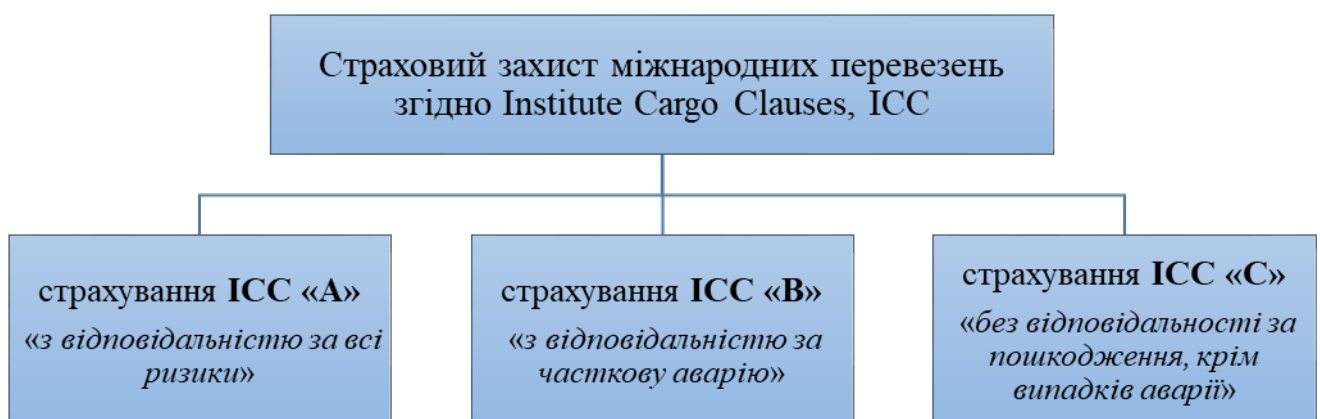 Страховий захист міжнародних перевезень
згідно Institute Cargo Clauses, ICC
страхування ICC «A»
«з відповідальністю за всі
ризики»
страхування ICC «B»
«з відповідальністю за
часткову аварію»
страхування ICC «C»
«без відповідальності за
пошкодження, крім
випадків аварії»